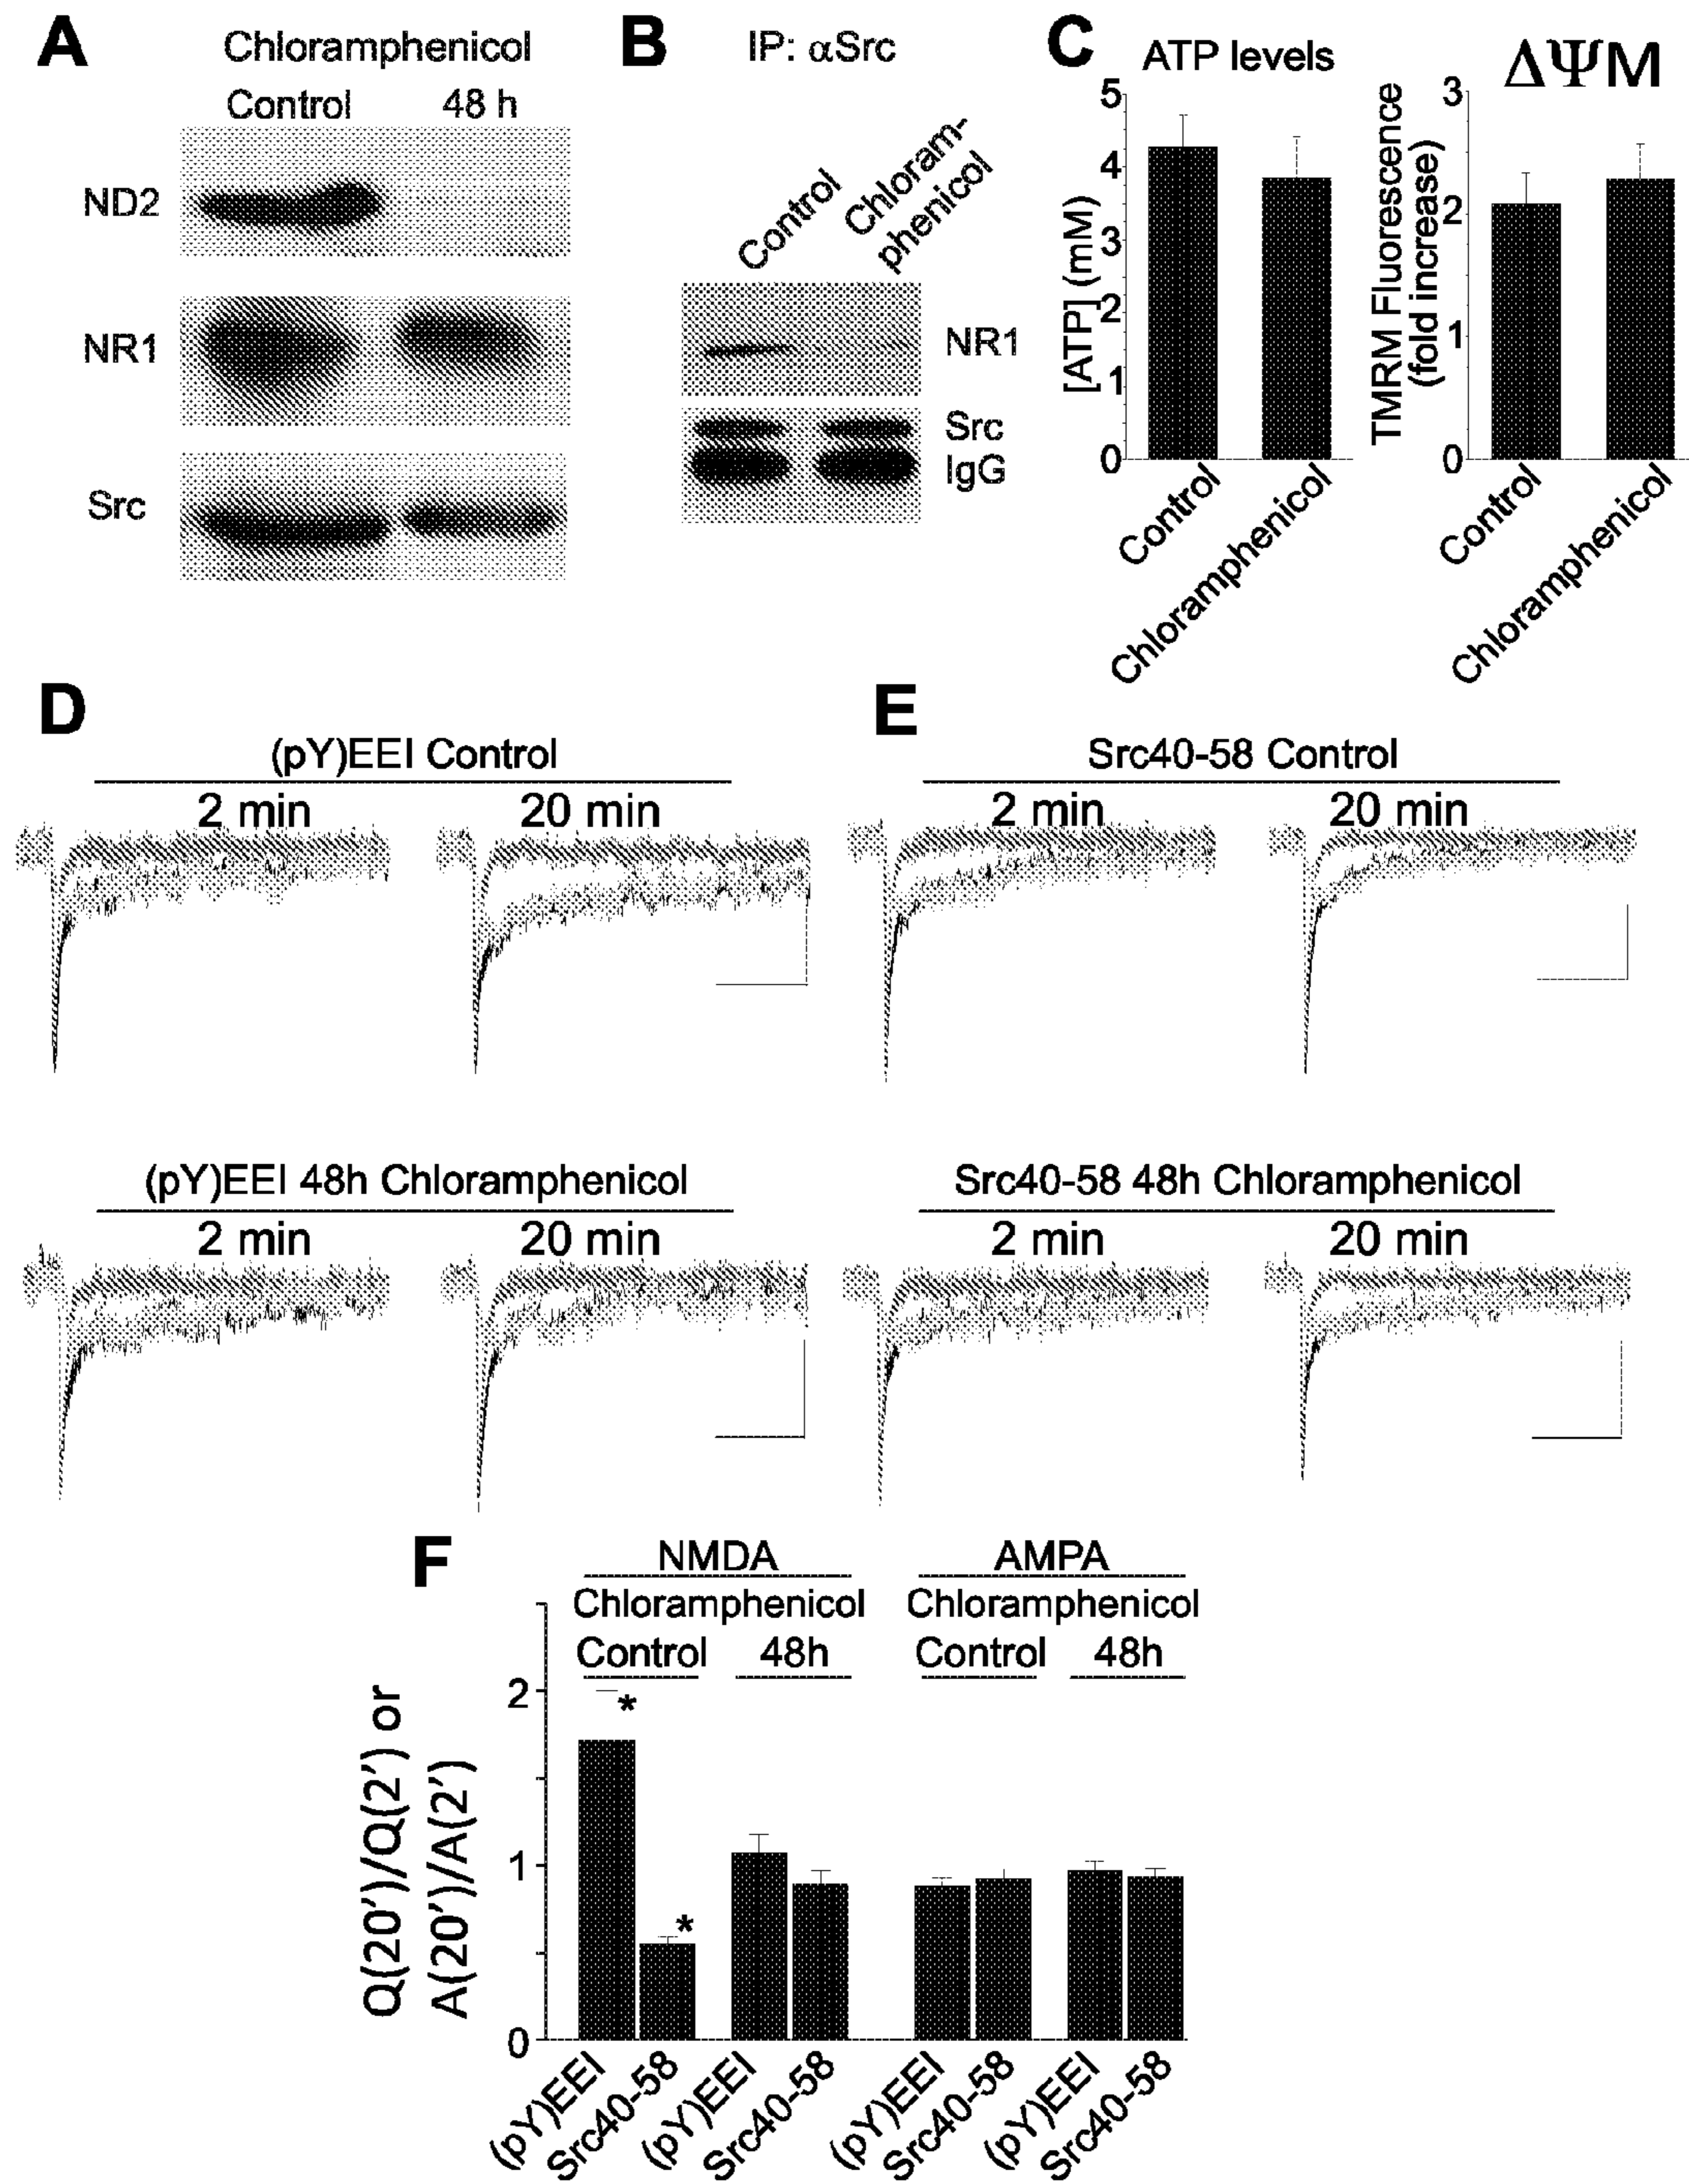 A
Chloramphenicol
Control 48 h
ND2
NR1
Src
B
IP: αSrc
Control
Chloram-
phenicol
NR1
Src
IgG
C
ATP levels
[ATP] (mM)
5
4
3
2
1
0
Control
Chloramphenicol
ΔΨM
TMRM Fluorescence
(fold increase)
3
2
1
0
Control
Chloramphenicol
D
(pY)EEI Control
2 min 20 min
(pY)EEI 48h Chloramphenicol
2 min 20 min
E
Src40-58 Control
2 min 20 min
Src40-58 48h Chloramphenicol
2 min 20 min
F
NMDA AMPA
Chloramphenicol Chloramphenicol
Control 48h Control 48h
Q(20')/Q(2') or
A(20')/A(2')
2
1
0
*
*
(pY)EEI
Src40-58
(pY)EEI
Src40-58
(pY)EEI
Src40-58
(pY)EEI
Src40-58